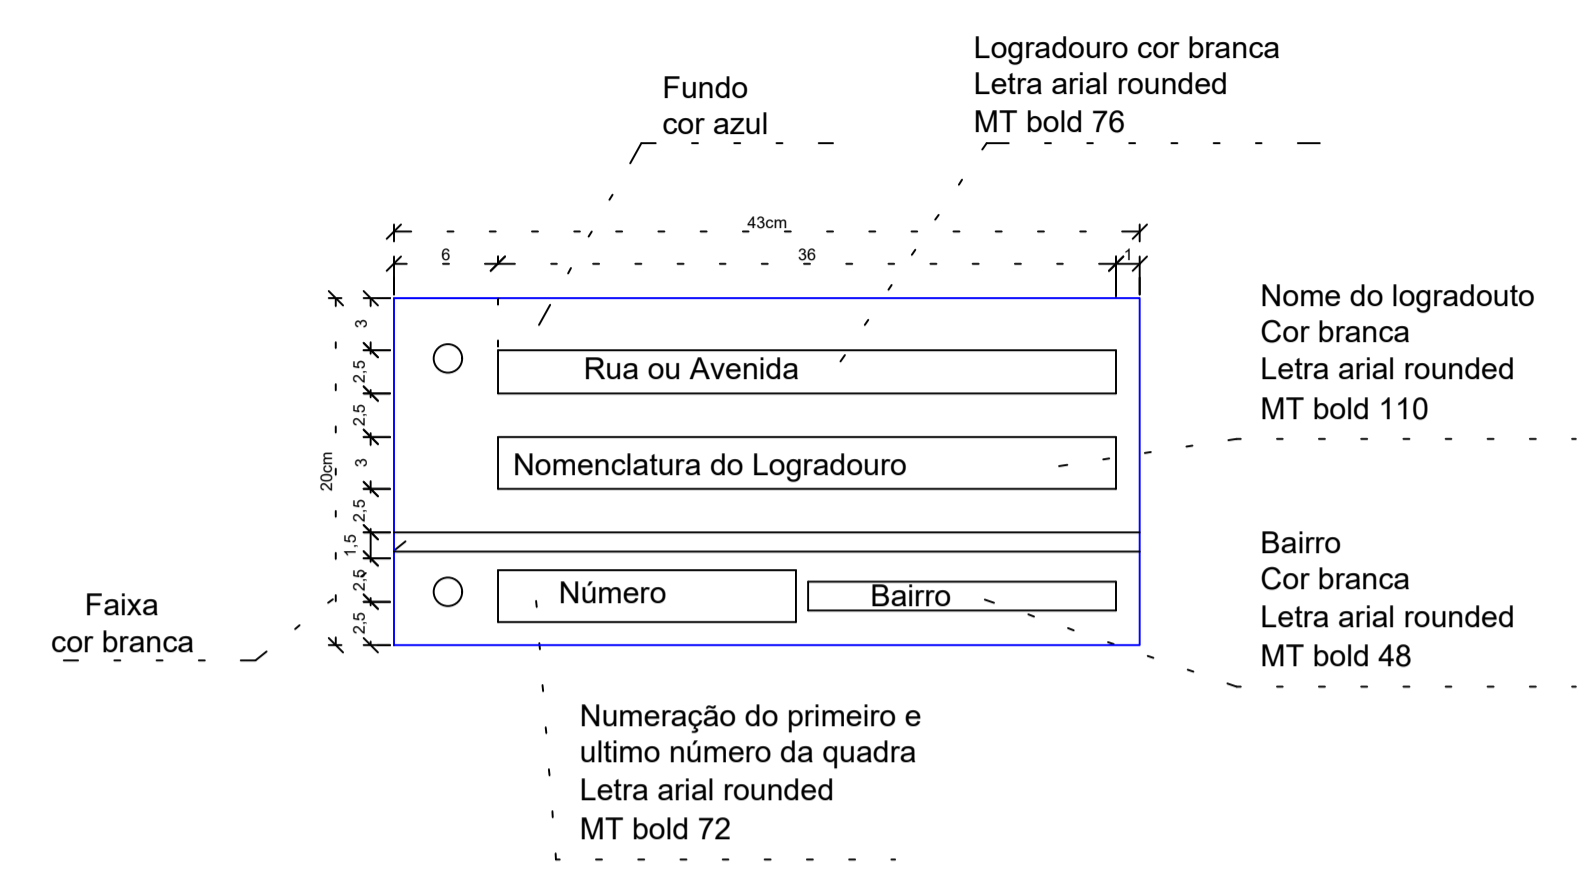 Logradouro cor branca
Letra arial rounded
MT bold 76
Fundo
cor azul
43cm
6
36
1
Nome do logradouto
Cor branca
Letra arial rounded
MT bold 110
3
2,5
2,5
3
2,5
1,5
2,5
2,5
20cm
Rua ou Avenida
Nomenclatura do Logradouro
Número
Bairro
Bairro
Cor branca
Letra arial rounded
MT bold 48
Faixa
cor branca
Numeração do primeiro e
ultimo número da quadra
Letra arial rounded
MT bold 72